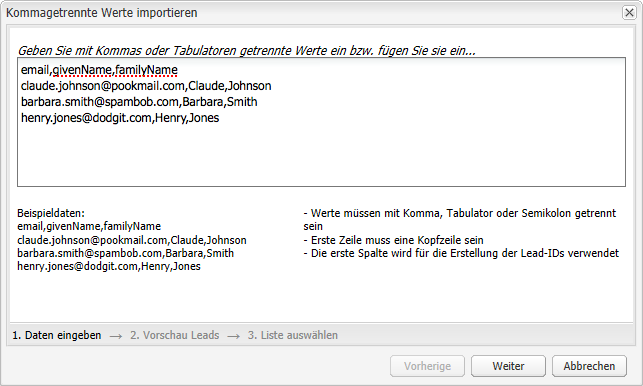 Kommagetrennte Werte importieren
Geben Sie mit Kommas oder Tabulatoren getrennte Werte ein bzw. fügen Sie sie ein...
email,givenName,familyName
claude.johnson@pookmail.com,Claude,Johnson
barbara.smith@spambob.com,Barbara,Smith
henry.jones@dodgit.com,Henry,Jones
Beispieldaten:
email,givenName,familyName
claude.johnson@pookmail.com,Claude,Johnson
barbara.smith@spambob.com,Barbara,Smith
henry.jones@dodgit.com,Henry,Jones
- Werte müssen mit Komma, Tabulator oder Semikolon getrennt
sein
- Erste Zeile muss eine Kopfzeile sein
- Die erste Spalte wird für die Erstellung der Lead-IDs verwendet
1. Daten eingeben → 2. Vorschau Leads → 3. Liste auswählen
Vorherige Weiter Abbrechen